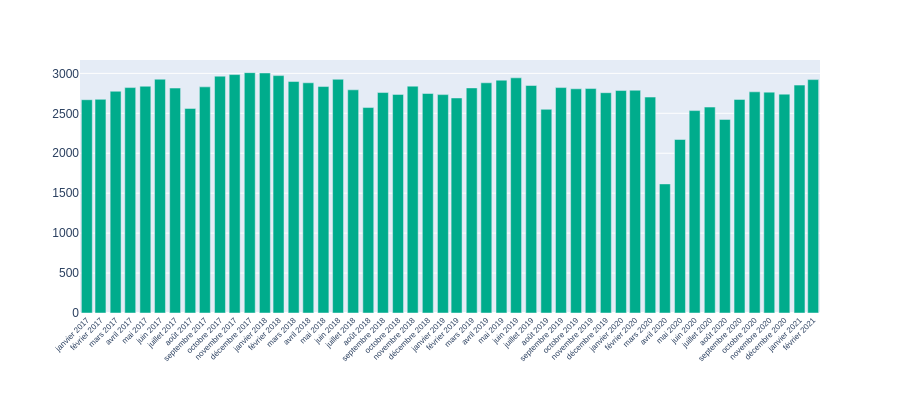 3000
2500
2000
1500
1000
500
0
janvier 2017
février 2017
mars 2017
avril 2017
mai 2017
juin 2017
juillet 2017
août 2017
septembre 2017
octobre 2017
novembre 2017
décembre 2017
janvier 2018
février 2018
mars 2018
avril 2018
mai 2018
juin 2018
juillet 2018
août 2018
septembre 2018
octobre 2018
novembre 2018
décembre 2018
janvier 2019
février 2019
mars 2019
avril 2019
mai 2019
juin 2019
juillet 2019
août 2019
septembre 2019
octobre 2019
novembre 2019
décembre 2019
janvier 2020
février 2020
mars 2020
avril 2020
mai 2020
juin 2020
juillet 2020
août 2020
septembre 2020
octobre 2020
novembre 2020
décembre 2020
janvier 2021
février 2021